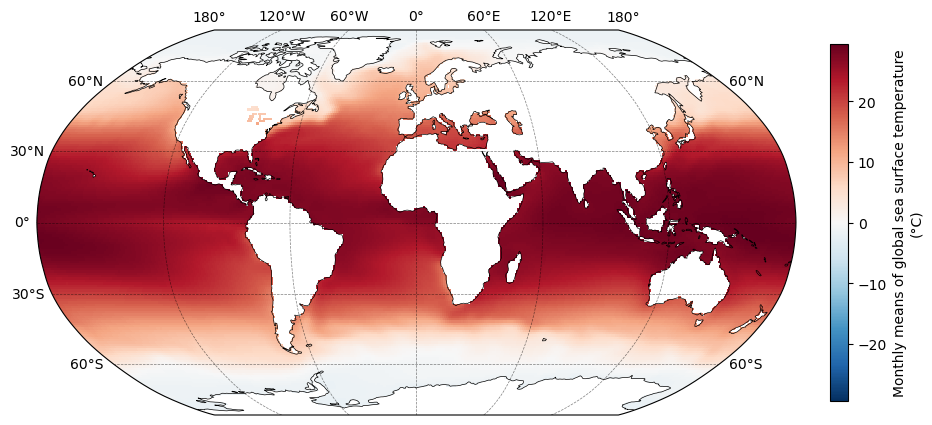 180° 120°W 60°W 0° 60°E 120°E 180°
60°N 60°N
30°N
0°
30°S
60°S 60°S
20
10
0
−10
−20
Monthly means of global sea surface temperature
(°C)